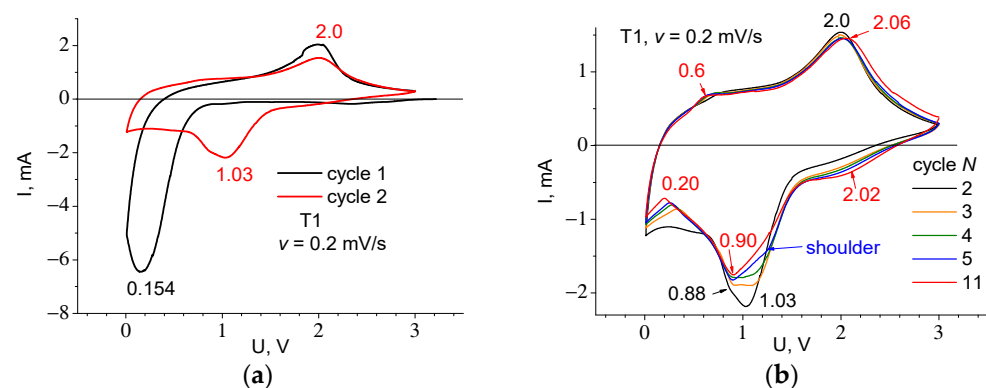 2.0
2
0
−2
−4
−6
−8
I, mA
1.03
cycle 1
cycle 2
T1
v = 0.2 mV/s
0.154
0 1 2 3
U, V
(a)
T1, v = 0.2 mV/s
2.0
2.06
0.6
1
0
−1
−2
I, mA
0.20
2.02
0.90
shoulder
0.88
1.03
cycle N
2
3
4
5
11
0 1 2 3
U, V
(b)